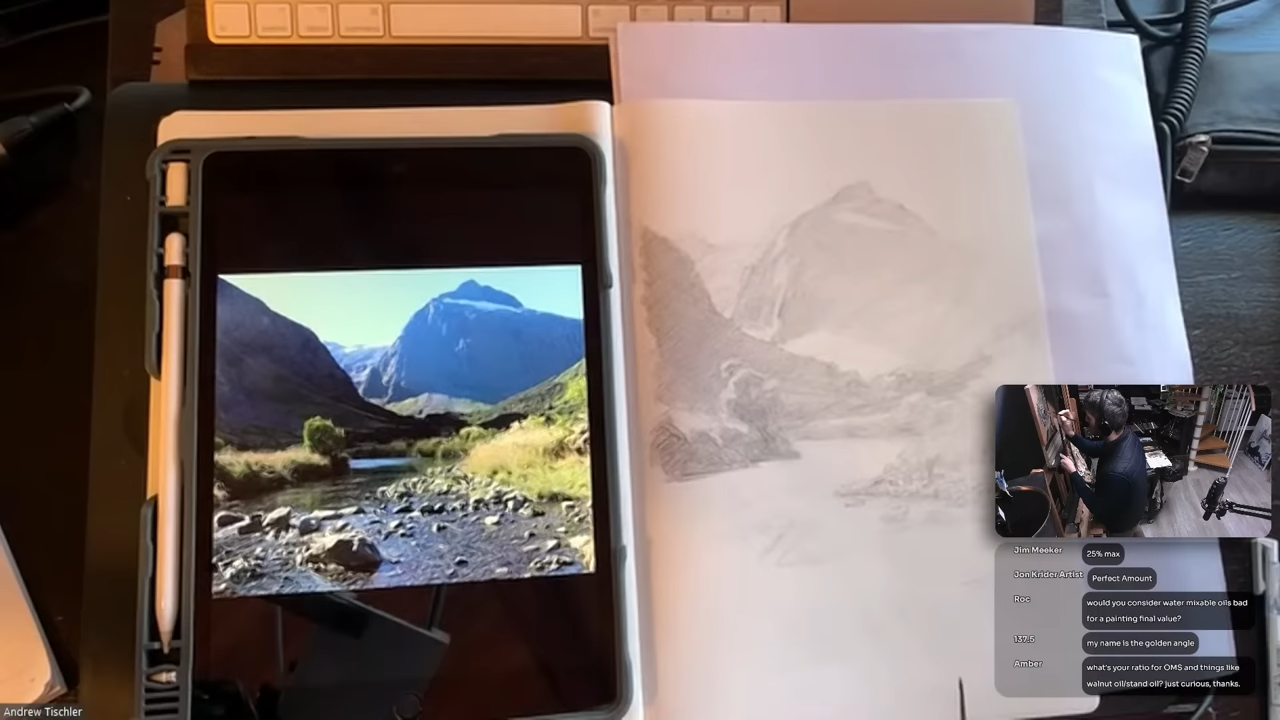 Jim Meeker
25% max
Jon Krider Artist
Perfect Amount
Roc
would you consider water mixable oils bad
for a painting final value?
137.5
my name is the golden angle
Amber
what's your ratio for OMS and things like
walnut oil/stand oil? just curious, thanks.
Andrew Tischler